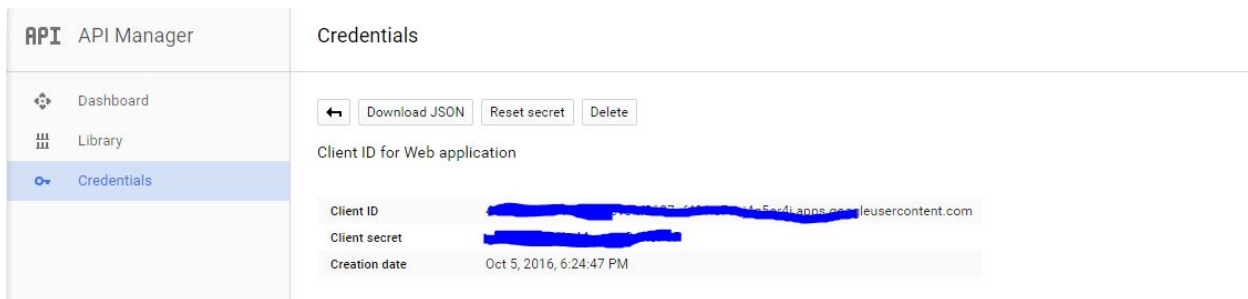 API API Manager
Credentials
Dashboard
Library
Credentials
Download JSON Reset secret Delete
Client ID for Web application
Client ID
Client secret
Creation date Oct 5, 2016, 6:24:47 PM